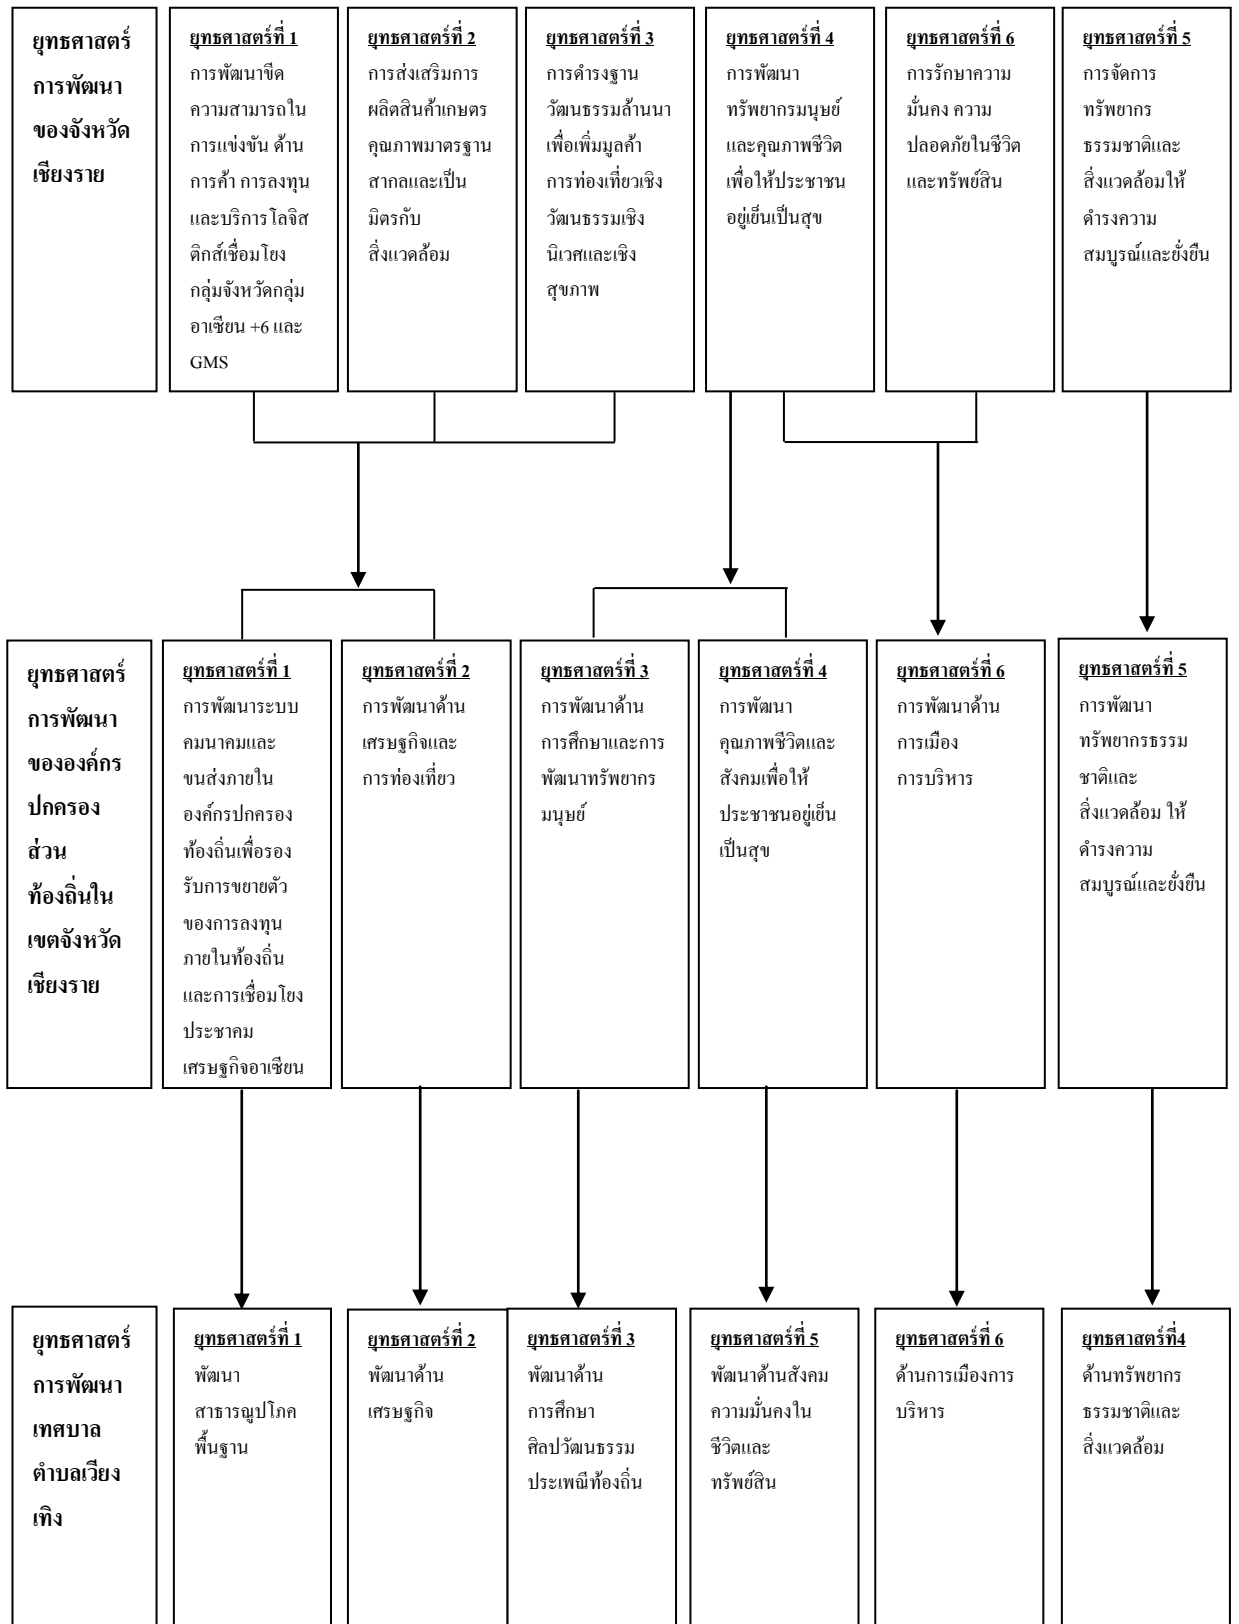 ยุทธศาสตร์
การพัฒนา
ของจังหวัด
เชียงราย
ยุทธศาสตร์ที่ 1
การพัฒนาขีด
ความสามารถใน
การแข่งขัน ด้าน
การค้า การลงทุน
และบริการโลจิส
ติกส์เชื่อมโยง
กลุ่มจังหวัดกลุ่ม
อาเซียน +6 และ
GMS
ยุทธศาสตร์ที่ 2
การส่งเสริมการ
ผลิตสินค้าเกษตร
คุณภาพมาตรฐาน
สากลและเป็น
มิตรกับ
สิ่งแวดล้อม
ยุทธศาสตร์ที่ 3
การดำรงฐาน
วัฒนธรรมล้านนา
เพื่อเพิ่มมูลค้า
การท่องเที่ยวเชิง
วัฒนธรรมเชิง
นิเวศและเชิง
สุขภาพ
ยุทธศาสตร์ที่ 4
การพัฒนา
ทรัพยากรมนุษย์
และคุณภาพชีวิต
เพื่อให้ประชาชน
อยู่เย็นเป็นสุข
ยุทธศาสตร์ที่ 6
การรักษาความ
มั่นคง ความ
ปลอดภัยในชีวิต
และทรัพย์สิน
ยุทธศาสตร์ที่ 5
การจัดการ
ทรัพยากร
ธรรมชาติและ
สิ่งแวดล้อมให้
ดำรงความ
สมบูรณ์และยั่งยืน
ยุทธศาสตร์
การพัฒนา
ขององค์กร
ปกครอง
ส่วน
ท้องถิ่นใน
เขตจังหวัด
เชียงราย
ยุทธศาสตร์ที่ 1
การพัฒนาระบบ
คมนาคมและ
ขนส่งภายใน
องค์กรปกครอง
ท้องถิ่นเพื่อรอง
รับการขยายตัว
ของการลงทุน
ภายในท้องถิ่น
และการเชื่อมโยง
ประชาคม
เศรษฐกิจอาเซียน
ยุทธศาสตร์ที่ 2
การพัฒนาด้าน
เศรษฐกิจและ
การท่องเที่ยว
ยุทธศาสตร์ที่ 3
การพัฒนาด้าน
การศึกษาและการ
พัฒนาทรัพยากร
มนุษย์
ยุทธศาสตร์ที่ 4
การพัฒนา
คุณภาพชีวิตและ
สังคมเพื่อให้
ประชาชนอยู่เย็น
เป็นสุข
ยุทธศาสตร์ที่ 6
การพัฒนาด้าน
การเมือง
การบริหาร
ยุทธศาสตร์ที่ 5
การพัฒนา
ทรัพยากรธรรม
ชาติและ
สิ่งแวดล้อม ให้
ดำรงความ
สมบูรณ์และยั่งยืน
ยุทธศาสตร์
การพัฒนา
เทศบาล
ตำบลเวียง
เทิง
ยุทธศาสตร์ที่ 1
พัฒนา
สาธารณูปโภค
พื้นฐาน
ยุทธศาสตร์ที่ 2
พัฒนาด้าน
เศรษฐกิจ
ยุทธศาสตร์ที่ 3
พัฒนาด้าน
การศึกษา
ศิลปวัฒนธรรม
ประเพณีท้องถิ่น
ยุทธศาสตร์ที่ 5
พัฒนาด้านสังคม
ความมั่นคงใน
ชีวิตและ
ทรัพย์สิน
ยุทธศาสตร์ที่ 6
ด้านการเมืองการ
บริหาร
ยุทธศาสตร์ที่4
ด้านทรัพยากร
ธรรมชาติและ
สิ่งแวดล้อม